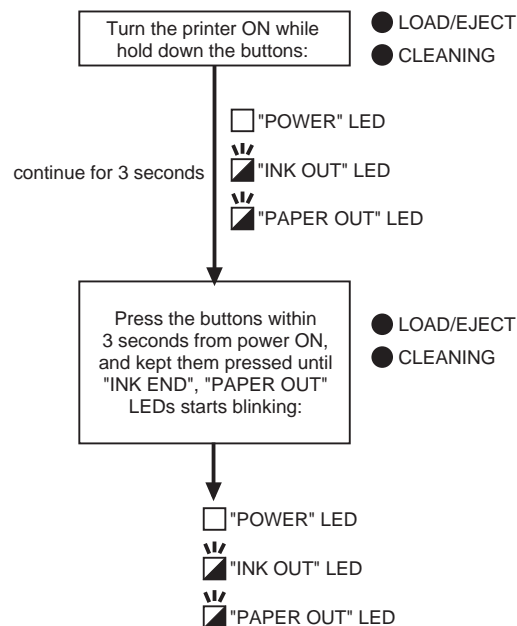 Turn the printer ON while
hold down the buttons:
LOAD/EJECT
CLEANING
"POWER" LED
continue for 3 seconds
"INK OUT" LED
"PAPER OUT" LED
Press the buttons within
3 seconds from power ON,
and kept them pressed until
"INK END", "PAPER OUT"
LEDs starts blinking:
LOAD/EJECT
CLEANING
"POWER" LED
"INK OUT" LED
"PAPER OUT" LED